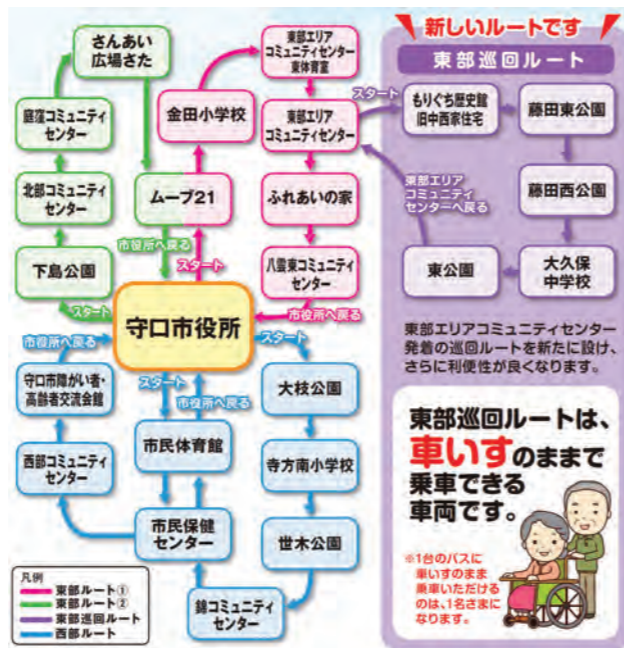 さんあい
広場さた
庭窪コミュニティ
センター
北部コミュニティ
センター
下島公園
スタート
ムーブ21
市役所へ戻る
スタート
金田小学校
東部エリア
コミュニティセンター
東体育室
東部エリア
コミュニティセンター
ふれあいの家
八雲東コミュニティ
センター
市役所へ戻る
守口市役所
市役所へ戻る
スタート
スタート
市役所へ戻る
守口市障がい者・
高齢者交流会館
西部コミュニティ
センター
市民体育館
市民保健
センター
大枝公園
寺方南小学校
世木公園
錦コミュニティ
センター
凡例
東部ルート①
東部ルート②
東部巡回ルート
西部ルート
新しいルートです
東部巡回ルート
スタート
もりぐち歴史館
旧中西家住宅
藤田東公園
藤田西公園
大久保
中学校
東公園
東部エリア
コミュニティ
センターへ戻る
東部エリアコミュニティセンター
発着の巡回ルートを新たに設け、
さらに利便性が良くなります。
東部巡回ルートは、
車いすのままで
乗車できる
車両です。
※1台のバスに
車いすのまま
乗車いただける
のは、1名さまに
なります。